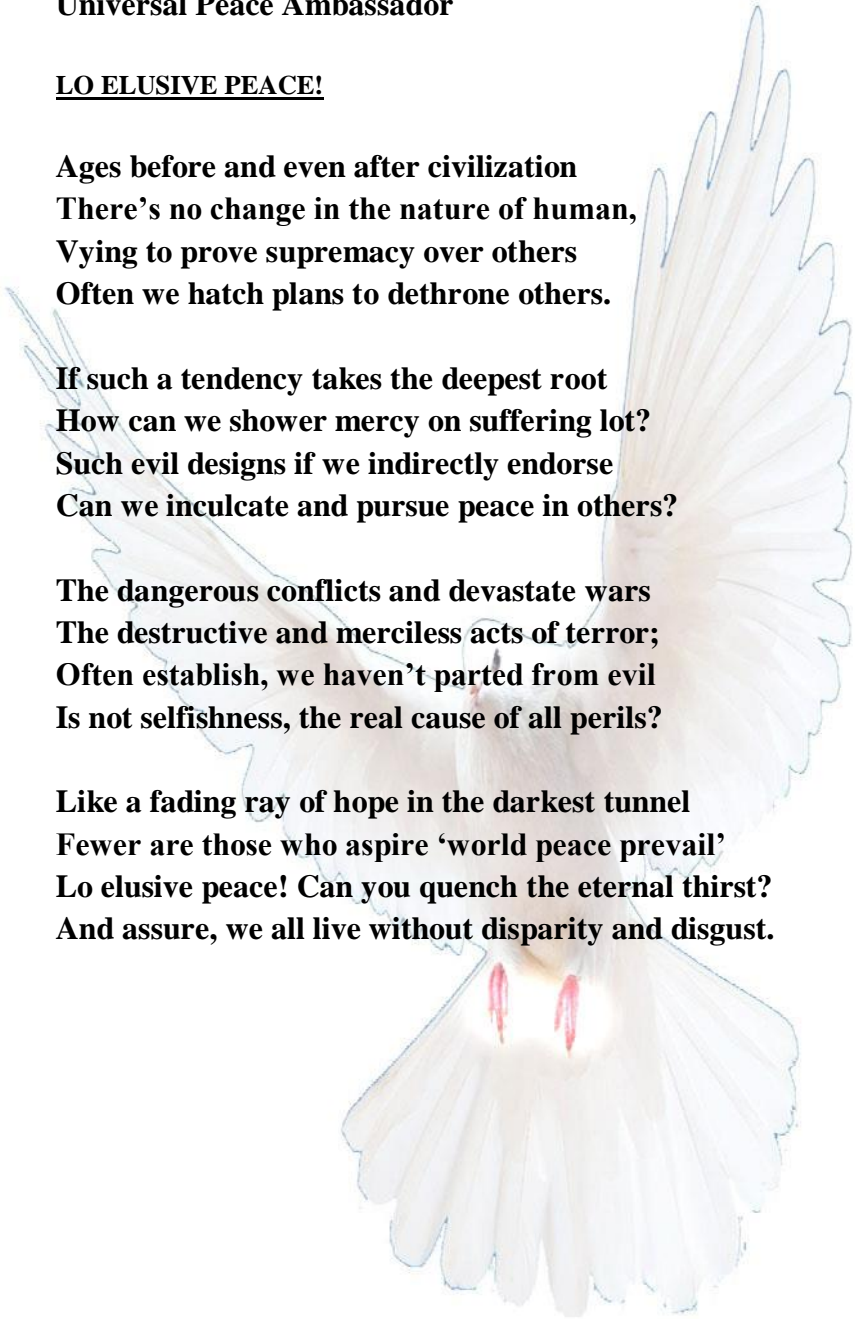 Universal Peace Ambassador
LO ELUSIVE PEACE!
Ages before and even after civilization
There’s no change in the nature of human,
Vying to prove supremacy over others
Often we hatch plans to dethrone others.
If such a tendency takes the deepest root
How can we shower mercy on suffering lot?
Such evil designs if we indirectly endorse
Can we inculcate and pursue peace in others?
The dangerous conflicts and devastate wars
The destructive and merciless acts of terror;
Often establish, we haven’t parted from evil
Is not selfishness, the real cause of all perils?
Like a fading ray of hope in the darkest tunnel
Fewer are those who aspire ‘world peace prevail’
Lo elusive peace! Can you quench the eternal thirst?
And assure, we all live without disparity and disgust.